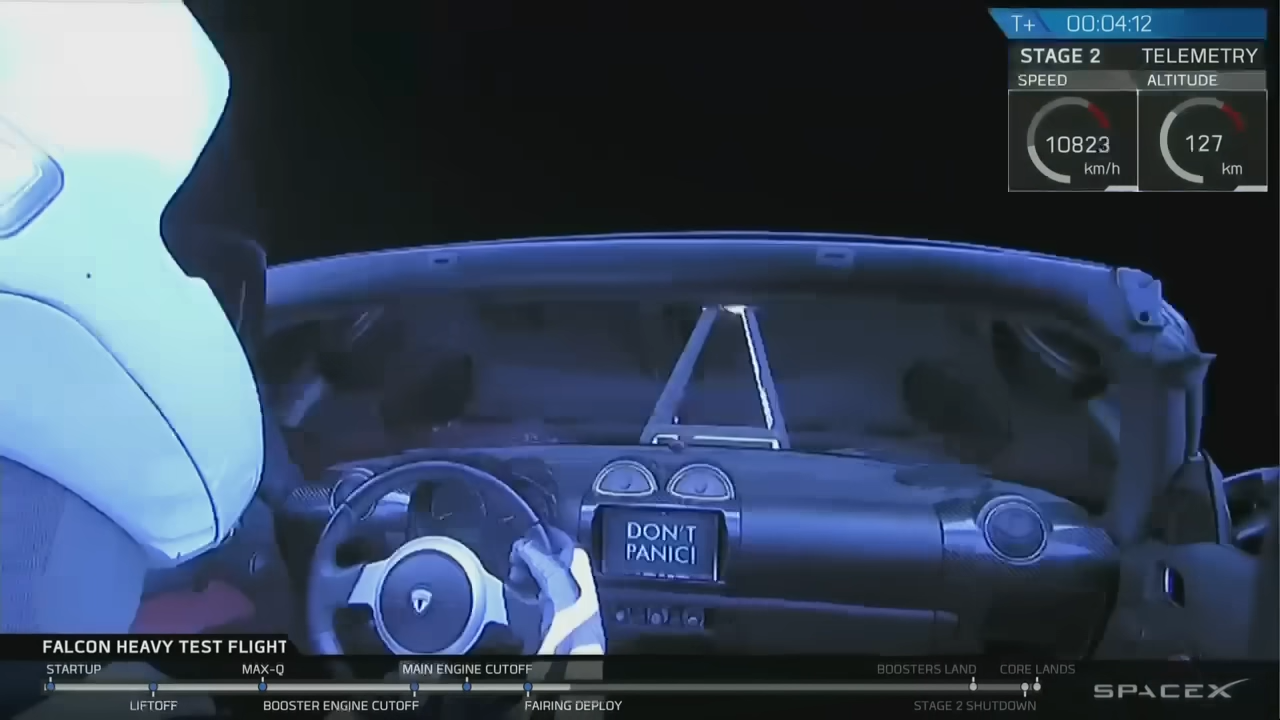 T+ 00:04:12
STAGE 2 TELEMETRY
SPEED ALTITUDE
10823 127
km/h km
DON'T
PANIC!
FALCON HEAVY TEST FLIGHT
STARTUP MAX-Q MAIN ENGINE CUTOFF BOOSTERS LAND CORE LANDS
LIFTOFF BOOSTER ENGINE CUTOFF FAIRING DEPLOY STAGE 2 SHUTDOWN
SPACEX